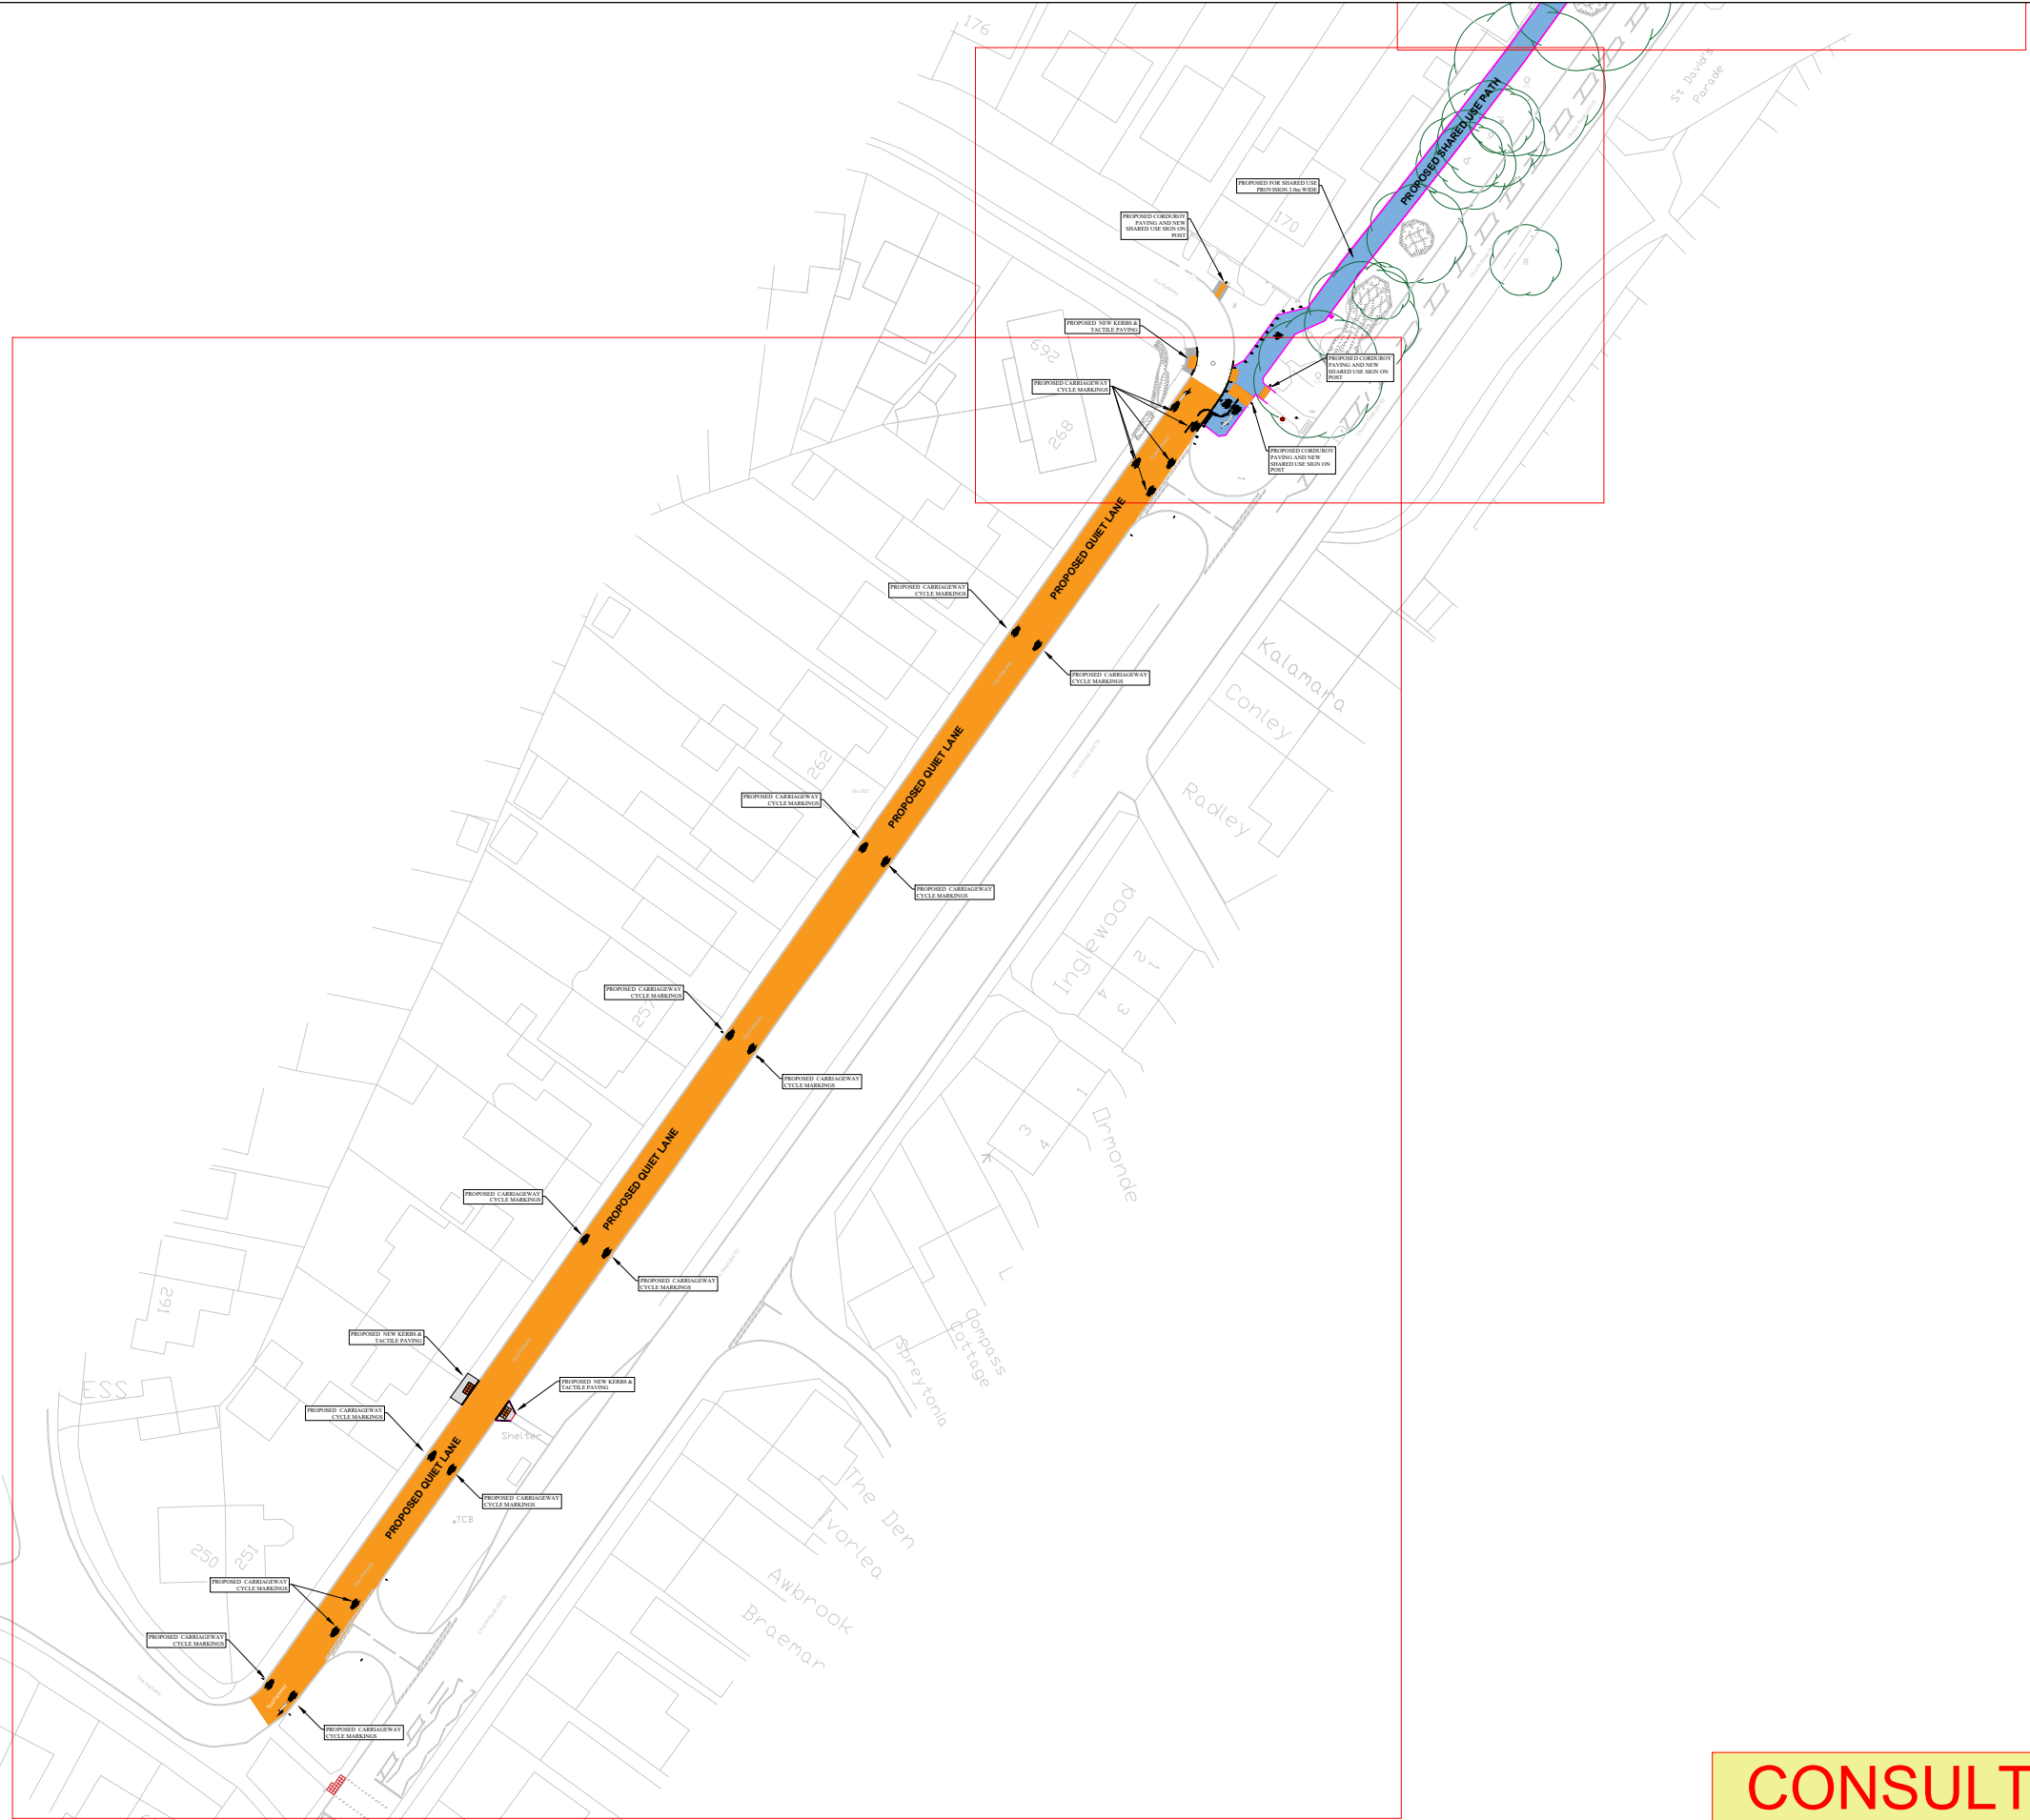 176
St David's
Parade
PROPOSED SHARED USE PATH
PROPOSED FOR SHARED USE
PROVISION 3.0m WIDE
170
PROPOSED CORDUROY
PAVING AND NEW
SHARED USE SIGN ON
POST
PROPOSED NEW KERBS &
TACTILE PAVING
269
268
PROPOSED CARRIAGEWAY
CYCLE MARKINGS
PROPOSED CORDUROY
PAVING AND NEW
SHARED USE SIGN ON
POST
PROPOSED CORDUROY
PAVING AND NEW
SHARED USE SIGN ON
POST
PROPOSED QUIET LANE
PROPOSED CARRIAGEWAY
CYCLE MARKINGS
PROPOSED CARRIAGEWAY
CYCLE MARKINGS
Kalamara
Conley
Radley
262
PROPOSED QUIET LANE
PROPOSED CARRIAGEWAY
CYCLE MARKINGS
PROPOSED CARRIAGEWAY
CYCLE MARKINGS
Inglewood
1
2
3
4
257
PROPOSED CARRIAGEWAY
CYCLE MARKINGS
PROPOSED CARRIAGEWAY
CYCLE MARKINGS
Ormonde
1
3
4
PROPOSED QUIET LANE
PROPOSED CARRIAGEWAY
CYCLE MARKINGS
PROPOSED CARRIAGEWAY
CYCLE MARKINGS
291
Compass
Cottage
Spreytonia
PROPOSED NEW KERBS &
TACTILE PAVING
PROPOSED NEW KERBS &
TACTILE PAVING
ESS
Shelter
PROPOSED CARRIAGEWAY
CYCLE MARKINGS
PROPOSED QUIET LANE
PROPOSED CARRIAGEWAY
CYCLE MARKINGS
TCB
The Den
Ivorlea
Awbrook
Braemar
250
251
PROPOSED CARRIAGEWAY
CYCLE MARKINGS
PROPOSED CARRIAGEWAY
CYCLE MARKINGS
PROPOSED CARRIAGEWAY
CYCLE MARKINGS
CONSULT